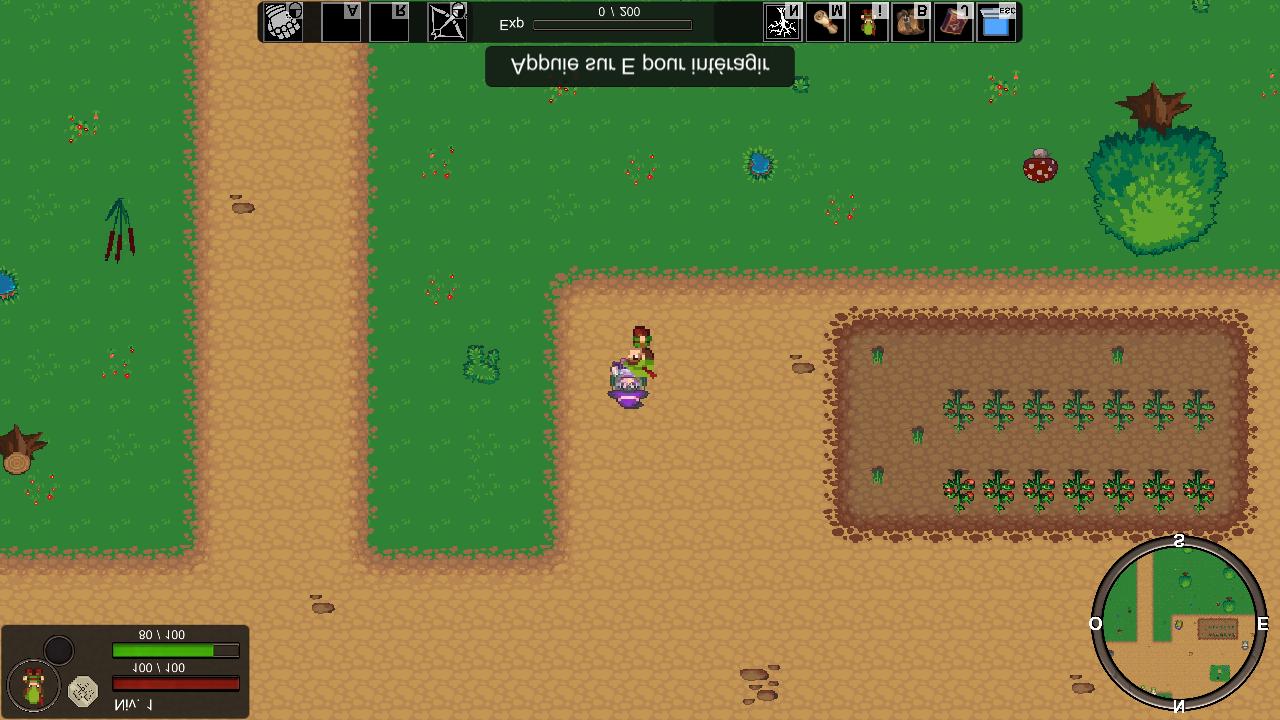 A R Exp 0 / 200 N M i B J ESC
Appuie sur E pour intéragir
S
O E
N
80 / 100
100 / 100
Niv. 1